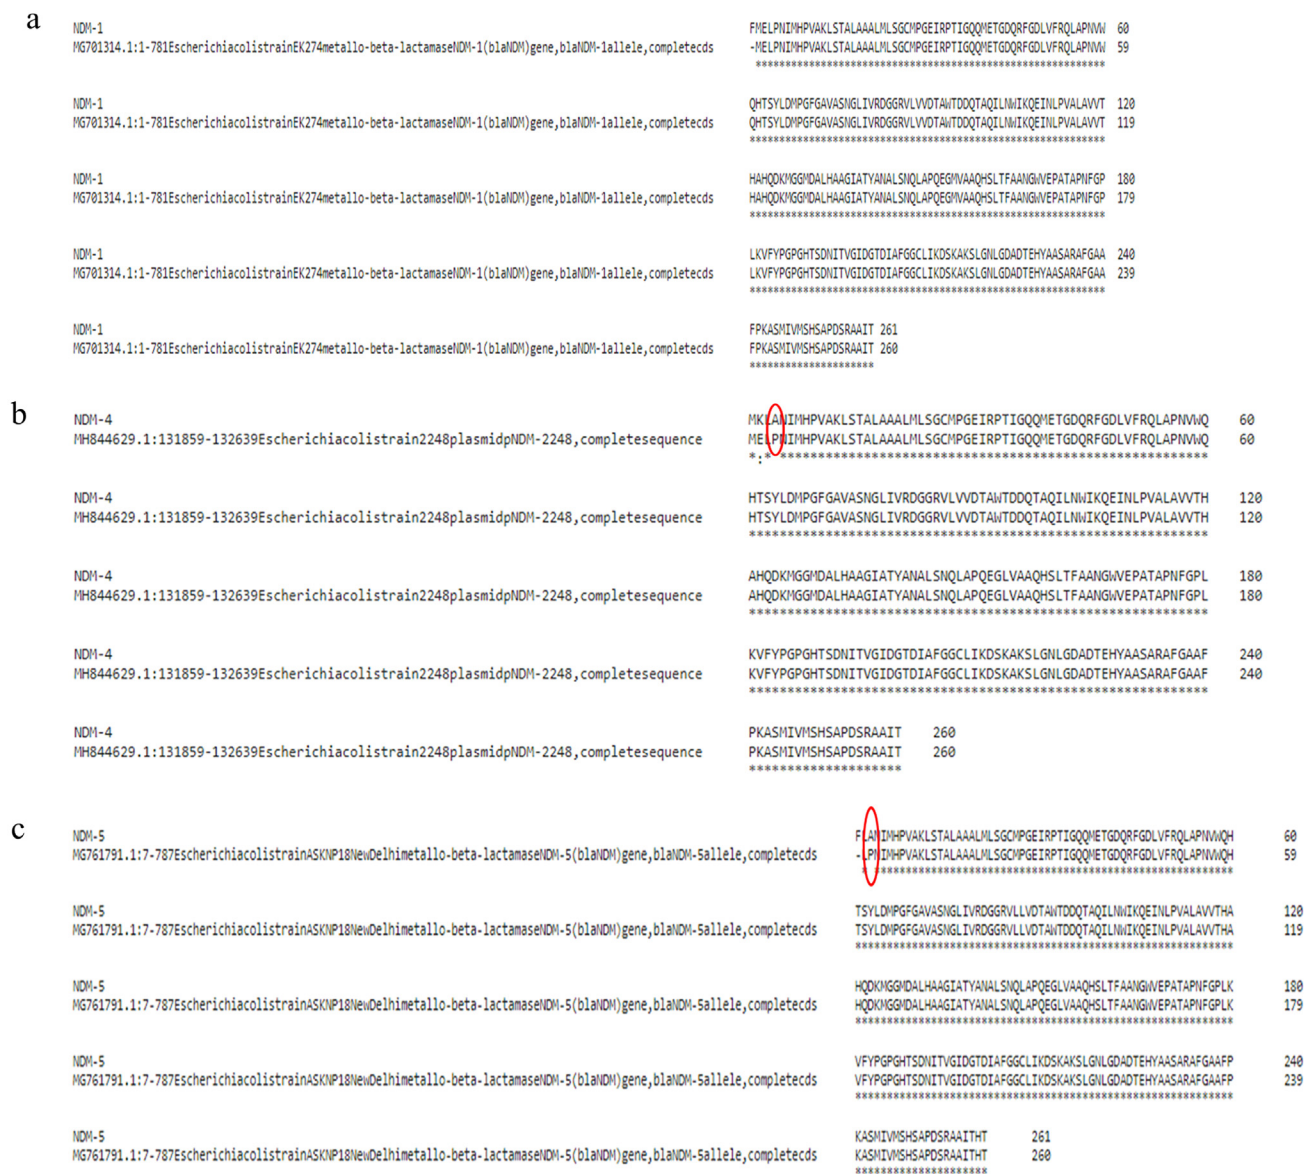 a
NDM-1 FMELPNIMHPVAKLSTALAAALMLSGCMPGEIRPTIGQQMETGDQRFGDLVFRQLAPNVW 60
MG701314.1:1-781EscherichiacolistrainEK274metallo-beta-lactamaseNDM-1(blaNDM)gene,blaNDM-1allele,completecds -MELPNIMHPVAKLSTALAAALMLSGCMPGEIRPTIGQQMETGDQRFGDLVFRQLAPNVW 59
***********************************************************
NDM-1 QHTSYLDMPGFGAVASNGLIVRDGGRVLVVDTAWTDDQTAQILNWIKQEINLPVALAVVT 120
MG701314.1:1-781EscherichiacolistrainEK274metallo-beta-lactamaseNDM-1(blaNDM)gene,blaNDM-1allele,completecds QHTSYLDMPGFGAVASNGLIVRDGGRVLVVDTAWTDDQTAQILNWIKQEINLPVALAVVT 119
************************************************************
NDM-1 HAHQDKMGGMDALHAAGIATYANALSNQLAPQEGMVAAQHSLTFAANGWVEPATAPNFGP 180
MG701314.1:1-781EscherichiacolistrainEK274metallo-beta-lactamaseNDM-1(blaNDM)gene,blaNDM-1allele,completecds HAHQDKMGGMDALHAAGIATYANALSNQLAPQEGMVAAQHSLTFAANGWVEPATAPNFGP 179
************************************************************
NDM-1 LKVFYPGPGHTSDNITVGIDGTDIAFGGCLIKDSKAKSLGNLGDADTEHYAASARAFGAA 240
MG701314.1:1-781EscherichiacolistrainEK274metallo-beta-lactamaseNDM-1(blaNDM)gene,blaNDM-1allele,completecds LKVFYPGPGHTSDNITVGIDGTDIAFGGCLIKDSKAKSLGNLGDADTEHYAASARAFGAA 239
************************************************************
NDM-1 FPKASMIVMSHSAPDSRAAIT 261
MG701314.1:1-781EscherichiacolistrainEK274metallo-beta-lactamaseNDM-1(blaNDM)gene,blaNDM-1allele,completecds FPKASMIVMSHSAPDSRAAIT 260
*********************
b
NDM-4 MKLANIMHPVAKLSTALAAALMLSGCMPGEIRPTIGQQMETGDQRFGDLVFRQLAPNVWQ 60
MH844629.1:131859-132639Escherichiacolistrain2248plasmidpNDM-2248,completesequence MELPNIMHPVAKLSTALAAALMLSGCMPGEIRPTIGQQMETGDQRFGDLVFRQLAPNVWQ 60
*:* ********************************************************
NDM-4 HTSYLDMPGFGAVASNGLIVRDGGRVLVVDTAWTDDQTAQILNWIKQEINLPVALAVVTH 120
MH844629.1:131859-132639Escherichiacolistrain2248plasmidpNDM-2248,completesequence HTSYLDMPGFGAVASNGLIVRDGGRVLVVDTAWTDDQTAQILNWIKQEINLPVALAVVTH 120
************************************************************
NDM-4 AHQDKMGGMDALHAAGIATYANALSNQLAPQEGLVAAQHSLTFAANGWVEPATAPNFGPL 180
MH844629.1:131859-132639Escherichiacolistrain2248plasmidpNDM-2248,completesequence AHQDKMGGMDALHAAGIATYANALSNQLAPQEGLVAAQHSLTFAANGWVEPATAPNFGPL 180
************************************************************
NDM-4 KVFYPGPGHTSDNITVGIDGTDIAFGGCLIKDSKAKSLGNLGDADTEHYAASARAFGAAF 240
MH844629.1:131859-132639Escherichiacolistrain2248plasmidpNDM-2248,completesequence KVFYPGPGHTSDNITVGIDGTDIAFGGCLIKDSKAKSLGNLGDADTEHYAASARAFGAAF 240
************************************************************
NDM-4 PKASMIVMSHSAPDSRAAIT 260
MH844629.1:131859-132639Escherichiacolistrain2248plasmidpNDM-2248,completesequence PKASMIVMSHSAPDSRAAIT 260
********************
c
NDM-5 FLANIMHPVAKLSTALAAALMLSGCMPGEIRPTIGQQMETGDQRFGDLVFRQLAPNVWQH 60
MG761791.1:7-787EscherichiacolistrainASKNP18NewDelhimetallo-beta-lactamaseNDM-5(blaNDM)gene,blaNDM-5allele,completecds -LPNIMHPVAKLSTALAAALMLSGCMPGEIRPTIGQQMETGDQRFGDLVFRQLAPNVWQH 59
* *********************************************************
NDM-5 TSYLDMPGFGAVASNGLIVRDGGRVLLVDTAWTDDQTAQILNWIKQEINLPVALAVVTHA 120
MG761791.1:7-787EscherichiacolistrainASKNP18NewDelhimetallo-beta-lactamaseNDM-5(blaNDM)gene,blaNDM-5allele,completecds TSYLDMPGFGAVASNGLIVRDGGRVLLVDTAWTDDQTAQILNWIKQEINLPVALAVVTHA 119
************************************************************
NDM-5 HQDKMGGMDALHAAGIATYANALSNQLAPQEGLVAAQHSLTFAANGWVEPATAPNFGPLK 180
MG761791.1:7-787EscherichiacolistrainASKNP18NewDelhimetallo-beta-lactamaseNDM-5(blaNDM)gene,blaNDM-5allele,completecds HQDKMGGMDALHAAGIATYANALSNQLAPQEGLVAAQHSLTFAANGWVEPATAPNFGPLK 179
************************************************************
NDM-5 VFYPGPGHTSDNITVGIDGTDIAFGGCLIKDSKAKSLGNLGDADTEHYAASARAFGAAFP 240
MG761791.1:7-787EscherichiacolistrainASKNP18NewDelhimetallo-beta-lactamaseNDM-5(blaNDM)gene,blaNDM-5allele,completecds VFYPGPGHTSDNITVGIDGTDIAFGGCLIKDSKAKSLGNLGDADTEHYAASARAFGAAFP 239
************************************************************
NDM-5 KASMIVMSHSAPDSRAAITHT 261
MG761791.1:7-787EscherichiacolistrainASKNP18NewDelhimetallo-beta-lactamaseNDM-5(blaNDM)gene,blaNDM-5allele,completecds KASMIVMSHSAPDSRAAITHT 260
*********************